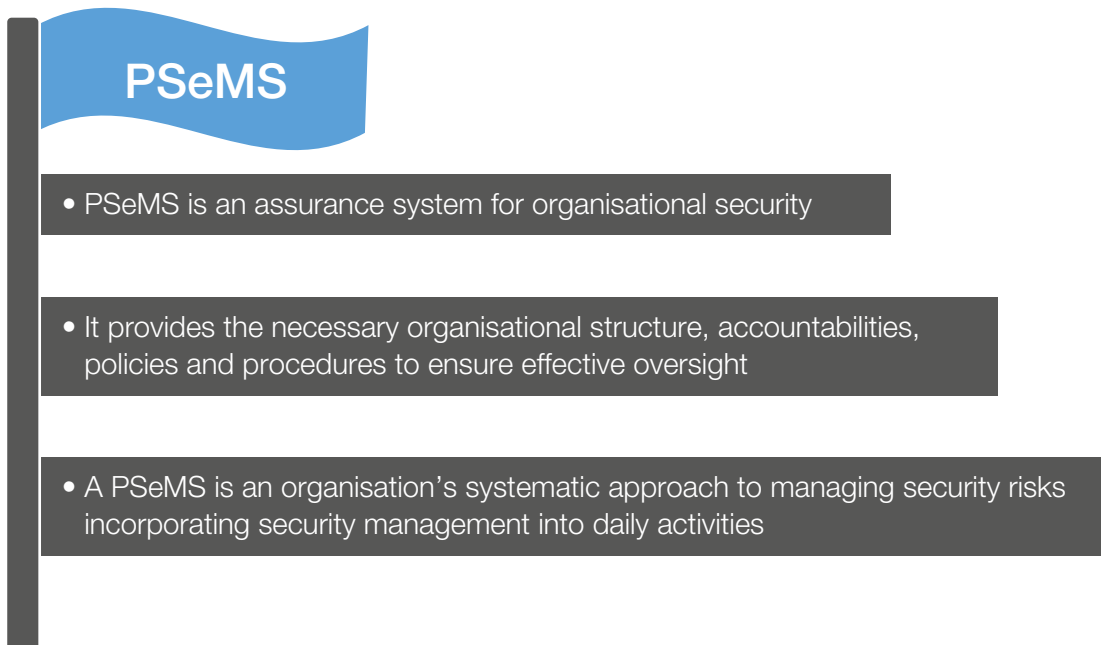 PSeMS
• PSeMS is an assurance system for organisational security
• It provides the necessary organisational structure, accountabilities,
policies and procedures to ensure effective oversight
• A PSeMS is an organisation’s systematic approach to managing security risks
incorporating security management into daily activities